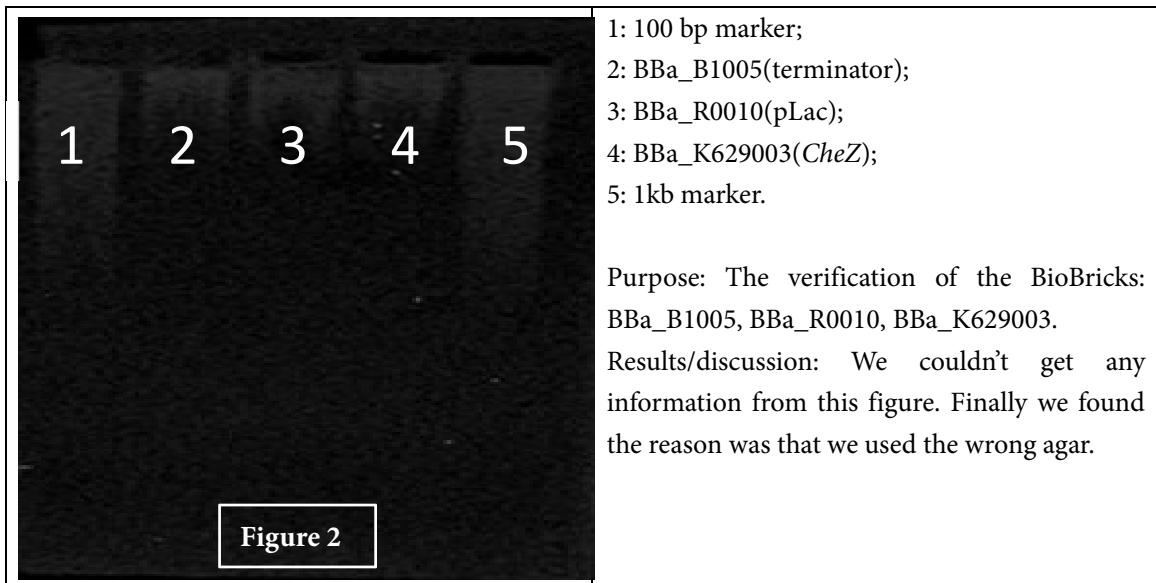 1 2 3 4 5
Figure 2
1: 100 bp marker;
2: BBa_B1005(terminator);
3: BBa_R0010(pLac);
4: BBa_K629003(CheZ);
5: 1kb marker.
Purpose: The verification of the BioBricks:
BBa_B1005, BBa_R0010, BBa_K629003.
Results/discussion: We couldn’t get any
information from this figure. Finally we found
the reason was that we used the wrong agar.